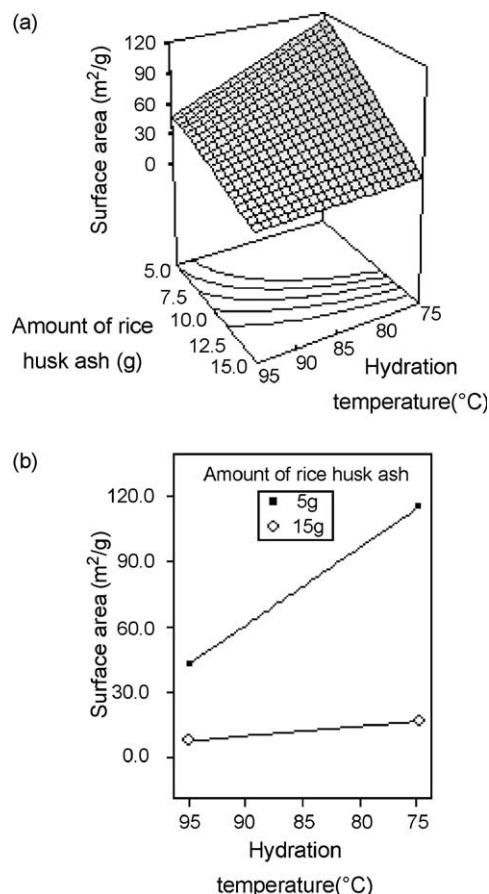 (a)
Surface area (m²/g)
120
90
60
30
0
5.0
7.5
10.0
12.5
15.0
Amount of rice
husk ash (g)
95
90
85
80
75
Hydration
temperature(°C)
(b)
Amount of rice husk ash
5g
15g
Surface area (m²/g)
120.0
90.0
60.0
30.0
0.0
95 90 85 80 75
Hydration
temperature(°C)